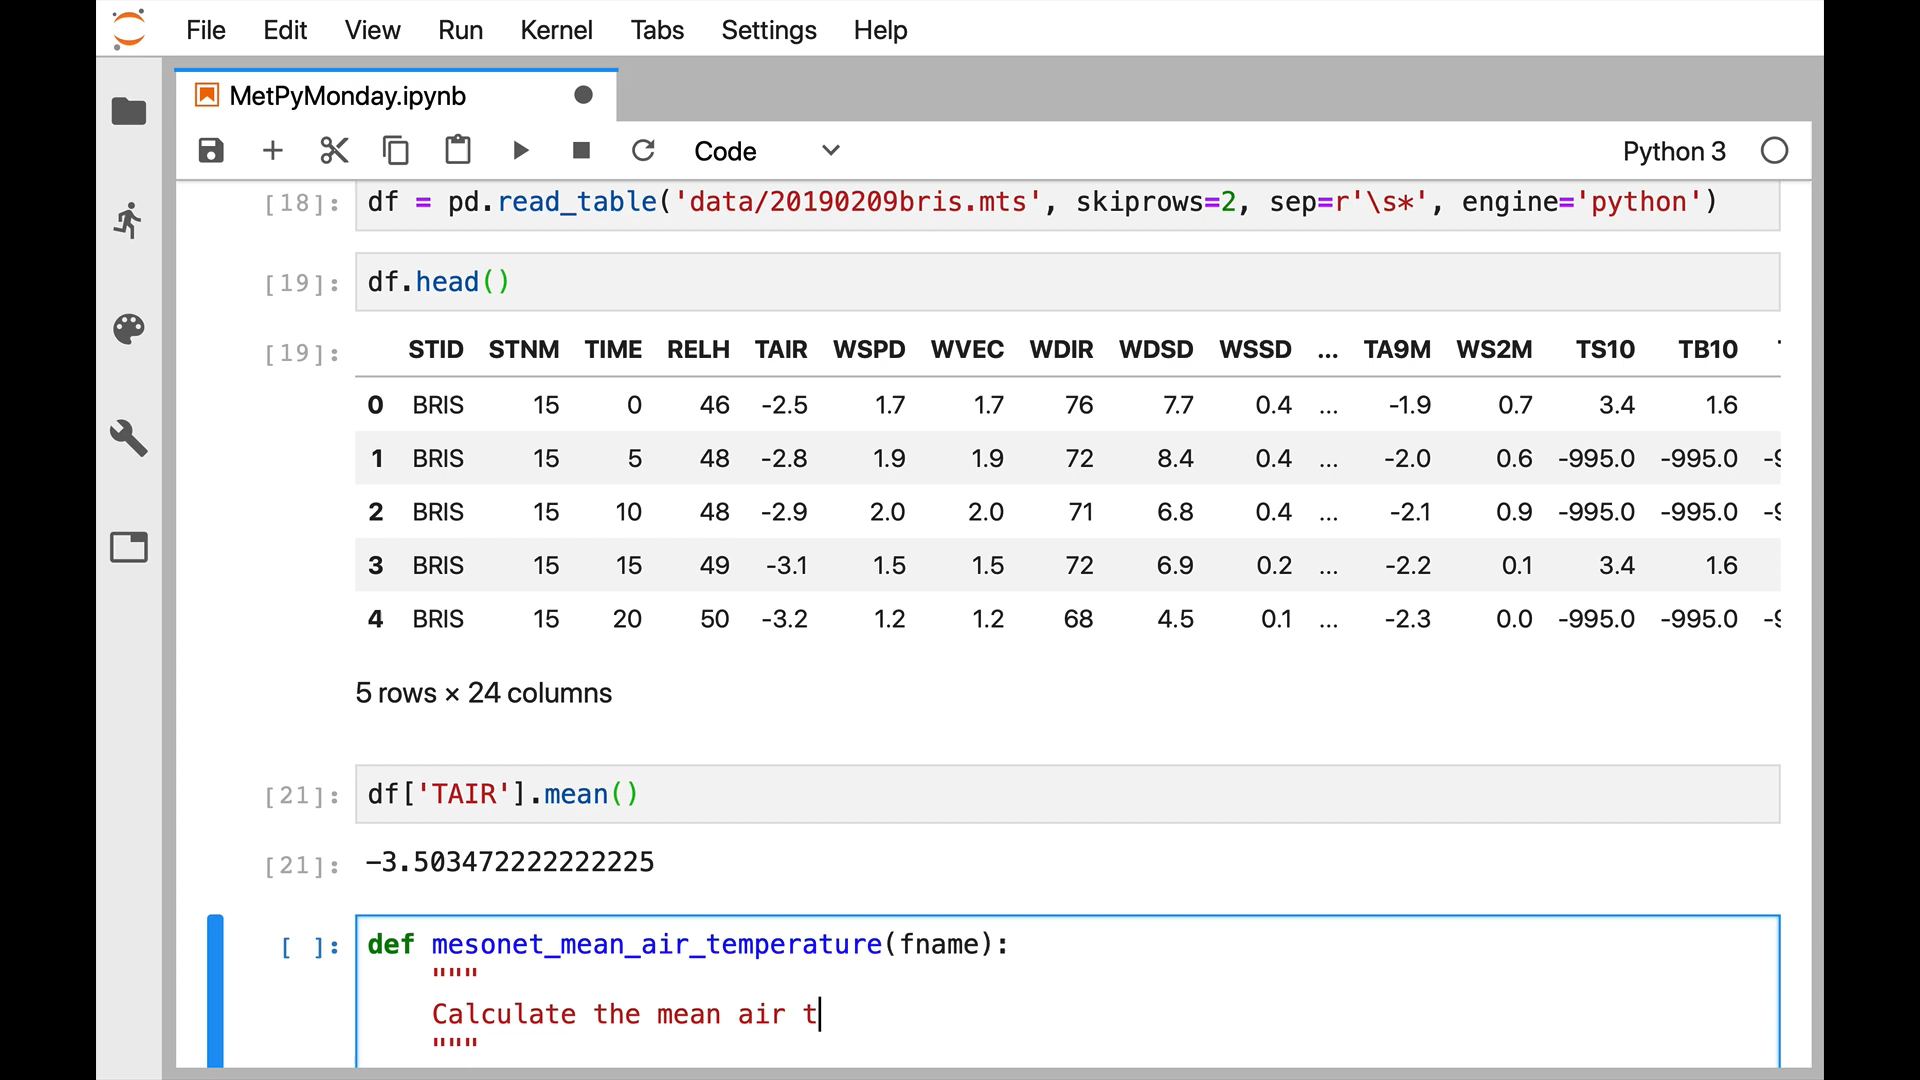 File Edit View Run Kernel Tabs Settings Help
MetPyMonday.ipynb
Code Python 3
[18]: df = pd.read_table('data/20190209bris.mts', skiprows=2, sep=r'\s*', engine='python')
[19]: df.head()
[19]: STID STNM TIME RELH TAIR WSPD WVEC WDIR WDSD WSSD ... TA9M WS2M TS10 TB10
0 BRIS 15 0 46 -2.5 1.7 1.7 76 7.7 0.4 ... -1.9 0.7 3.4 1.6
1 BRIS 15 5 48 -2.8 1.9 1.9 72 8.4 0.4 ... -2.0 0.6 -995.0 -995.0
2 BRIS 15 10 48 -2.9 2.0 2.0 71 6.8 0.4 ... -2.1 0.9 -995.0 -995.0
3 BRIS 15 15 49 -3.1 1.5 1.5 72 6.9 0.2 ... -2.2 0.1 3.4 1.6
4 BRIS 15 20 50 -3.2 1.2 1.2 68 4.5 0.1 ... -2.3 0.0 -995.0 -995.0
5 rows × 24 columns
[21]: df['TAIR'].mean()
[21]: -3.503472222222225
[ ]: def mesonet_mean_air_temperature(fname):
"""
Calculate the mean air t
"""